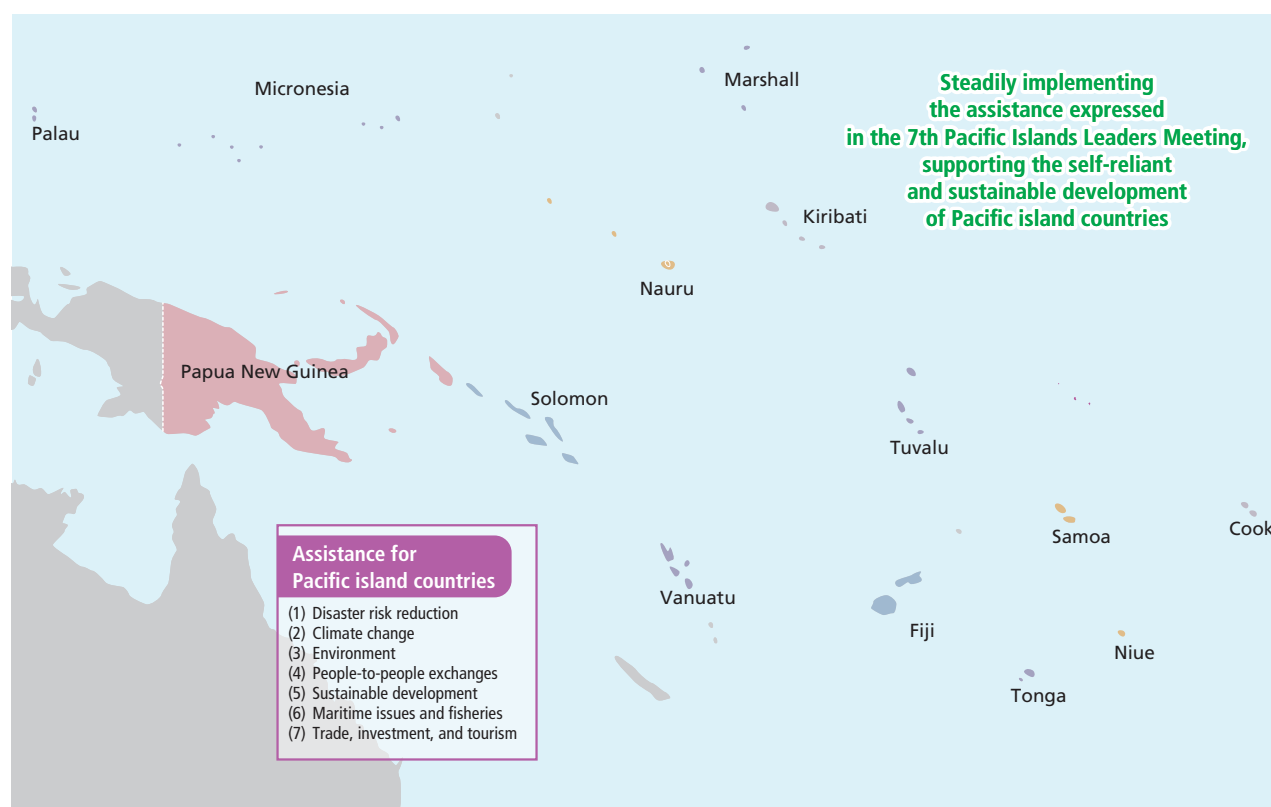 Steadily implementing
the assistance expressed
in the 7th Pacific Islands Leaders Meeting,
supporting the self-reliant
and sustainable development
of Pacific island countries
Micronesia
Marshall
Palau
Kiribati
Nauru
Papua New Guinea
Solomon
Tuvalu
Samoa
Cook
Vanuatu
Fiji
Niue
Tonga
Assistance for
Pacific island countries
(1) Disaster risk reduction
(2) Climate change
(3) Environment
(4) People-to-people exchanges
(5) Sustainable development
(6) Maritime issues and fisheries
(7) Trade, investment, and tourism